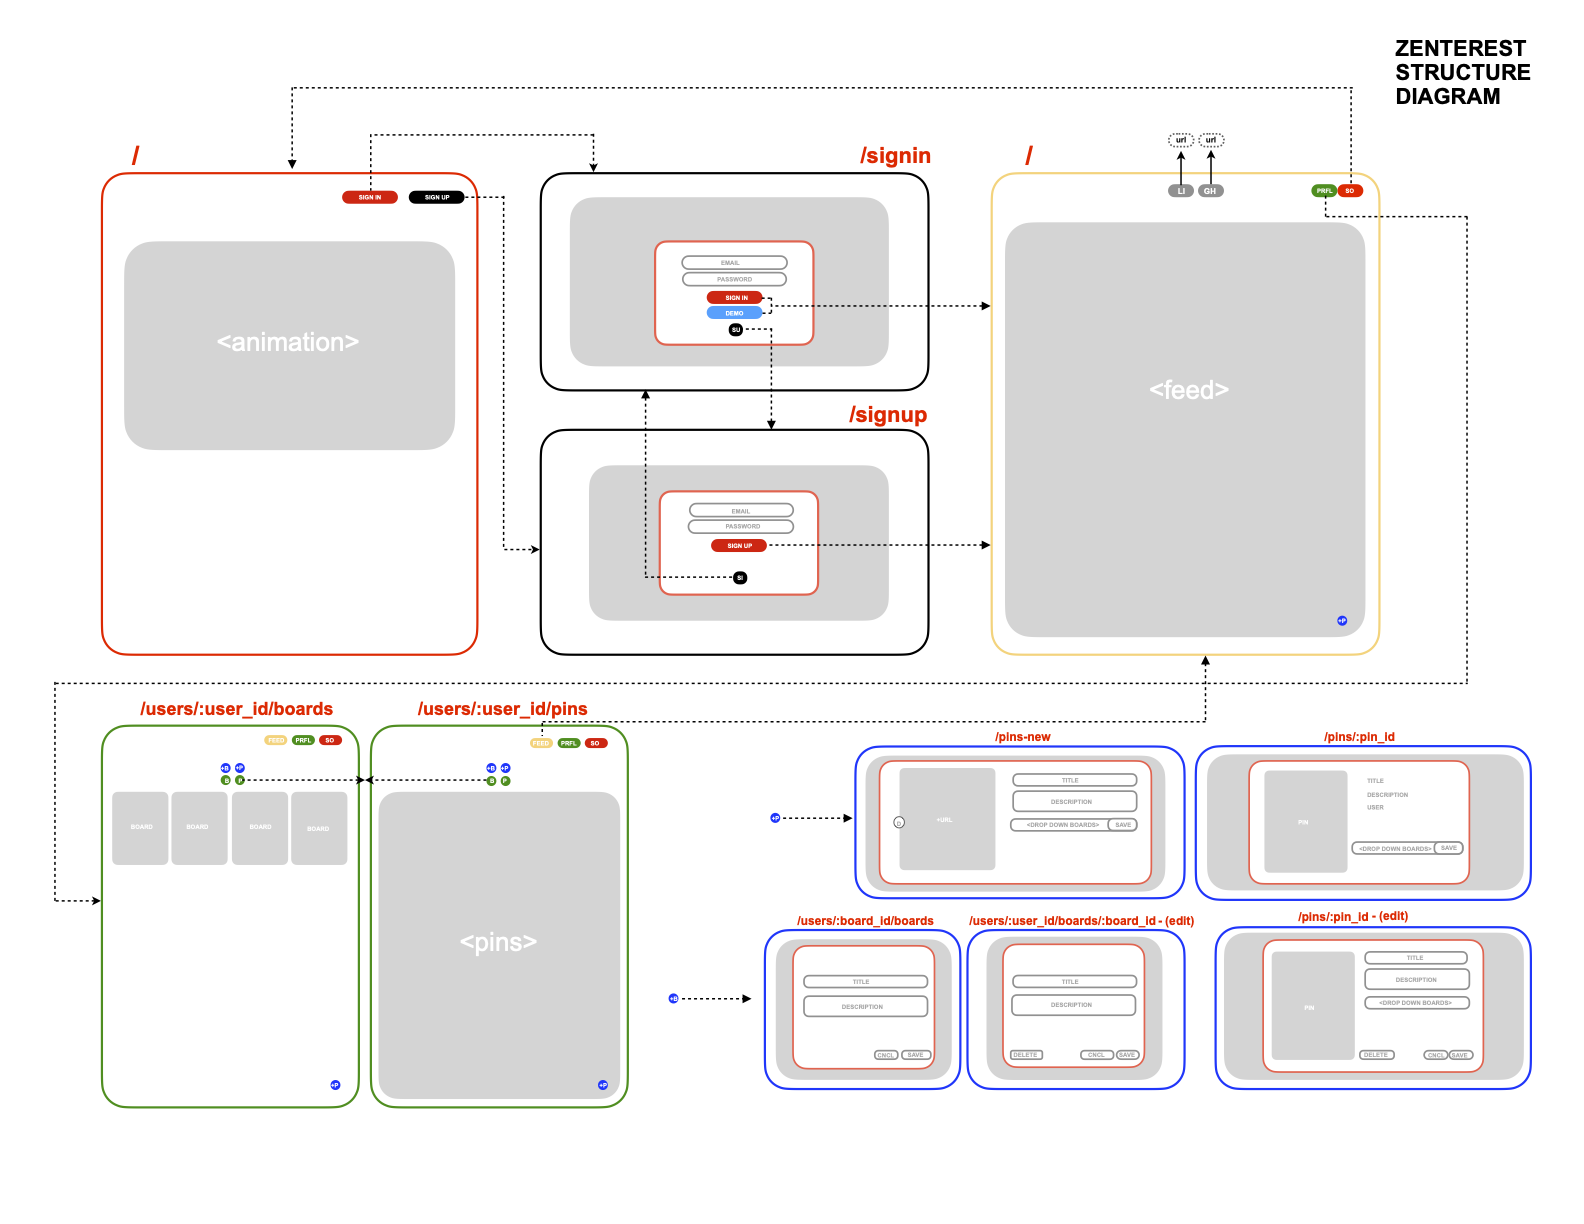 ZENTEREST
STRUCTURE
DIAGRAM
/
SIGN IN
SIGN UP
<animation>
/signin
EMAIL
PASSWORD
SIGN IN
DEMO
SU
/signup
EMAIL
PASSWORD
SIGN UP
SI
/
url
url
LI
GH
PRFL
SO
<feed>
+P
/users/:user_id/boards
FEED
PRFL
SO
+B
+P
B
P
BOARD
BOARD
BOARD
BOARD
+P
/users/:user_id/pins
FEED
PRFL
SO
+B
+P
B
P
<pins>
+P
+P
/pins-new
D
+URL
TITLE
DESCRIPTION
<DROP DOWN BOARDS>
SAVE
/pins/:pin_id
PIN
TITLE
DESCRIPTION
USER
<DROP DOWN BOARDS>
SAVE
+B
/users/:board_id/boards
TITLE
DESCRIPTION
CNCL
SAVE
/users/:user_id/boards/:board_id - (edit)
TITLE
DESCRIPTION
DELETE
CNCL
SAVE
/pins/:pin_id - (edit)
PIN
TITLE
DESCRIPTION
<DROP DOWN BOARDS>
DELETE
CNCL
SAVE